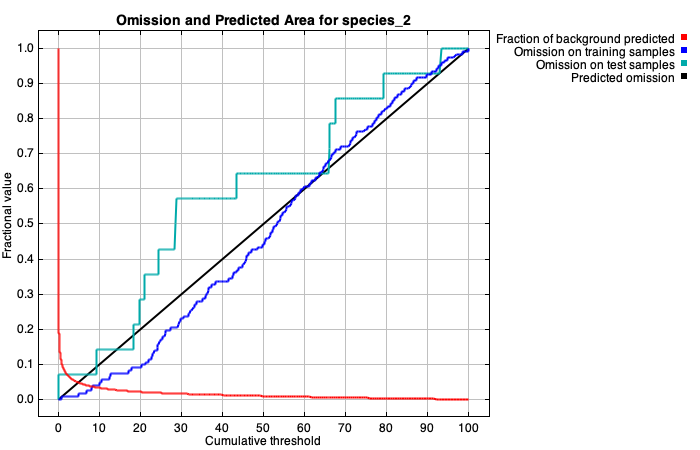 Omission and Predicted Area for species_2
Fraction of background predicted
Omission on training samples
Omission on test samples
Predicted omission
Fractional value
1.0
0.9
0.8
0.7
0.6
0.5
0.4
0.3
0.2
0.1
0.0
0 10 20 30 40 50 60 70 80 90 100
Cumulative threshold